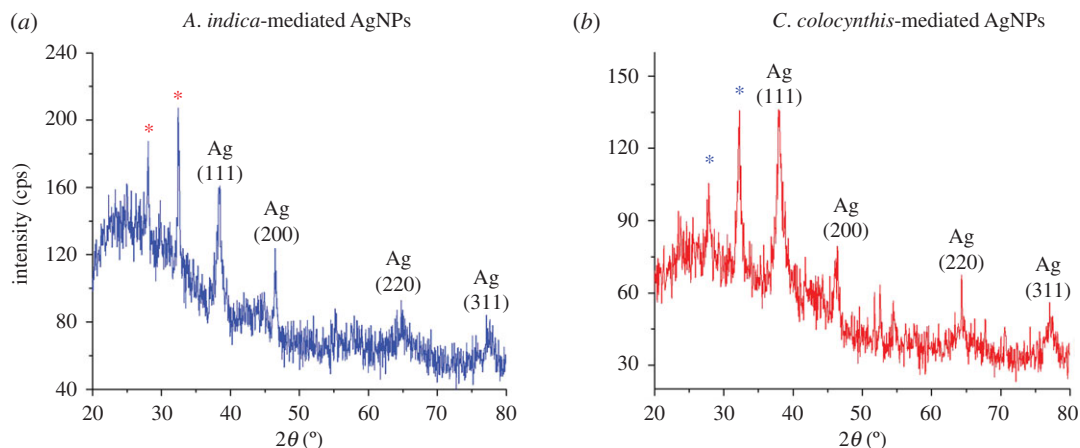 (a) A. indica-mediated AgNPs
240
200
160
120
80
40
intensity (cps)
*
*
Ag
(111)
Ag
(200)
Ag
(220)
Ag
(311)
20 30 40 50 60 70 80
2θ (º)
(b) C. colocynthis-mediated AgNPs
150
120
90
60
30
*
*
Ag
(111)
Ag
(200)
Ag
(220)
Ag
(311)
20 30 40 50 60 70 80
2θ (º)